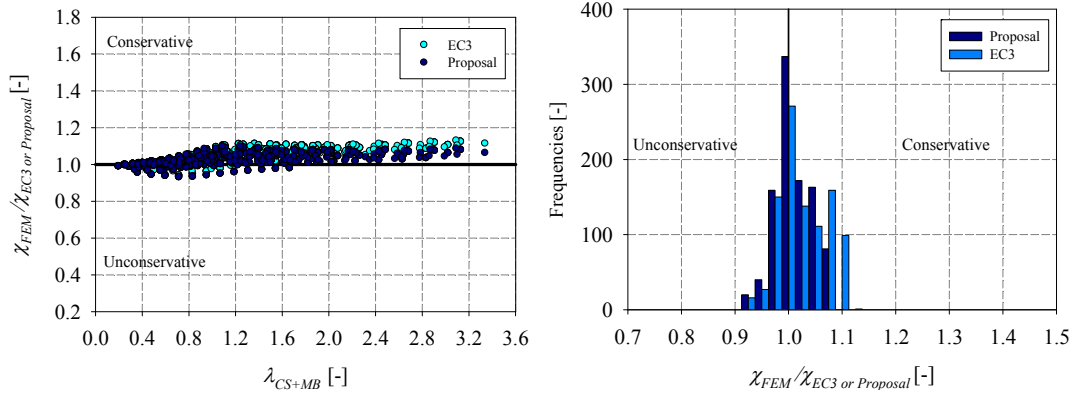 1.8
1.6
1.4
1.2
1.0
0.8
0.6
0.4
0.2
χFEM/χEC3 or Proposal [-]
Conservative
Unconservative
EC3
Proposal
0.0 0.4 0.8 1.2 1.6 2.0 2.4 2.8 3.2 3.6
λCS+MB [-]
400
300
200
100
0
Frequencies [-]
Proposal
EC3
Unconservative
Conservative
0.7 0.8 0.9 1.0 1.1 1.2 1.3 1.4 1.5
χFEM/χEC3 or Proposal [-]